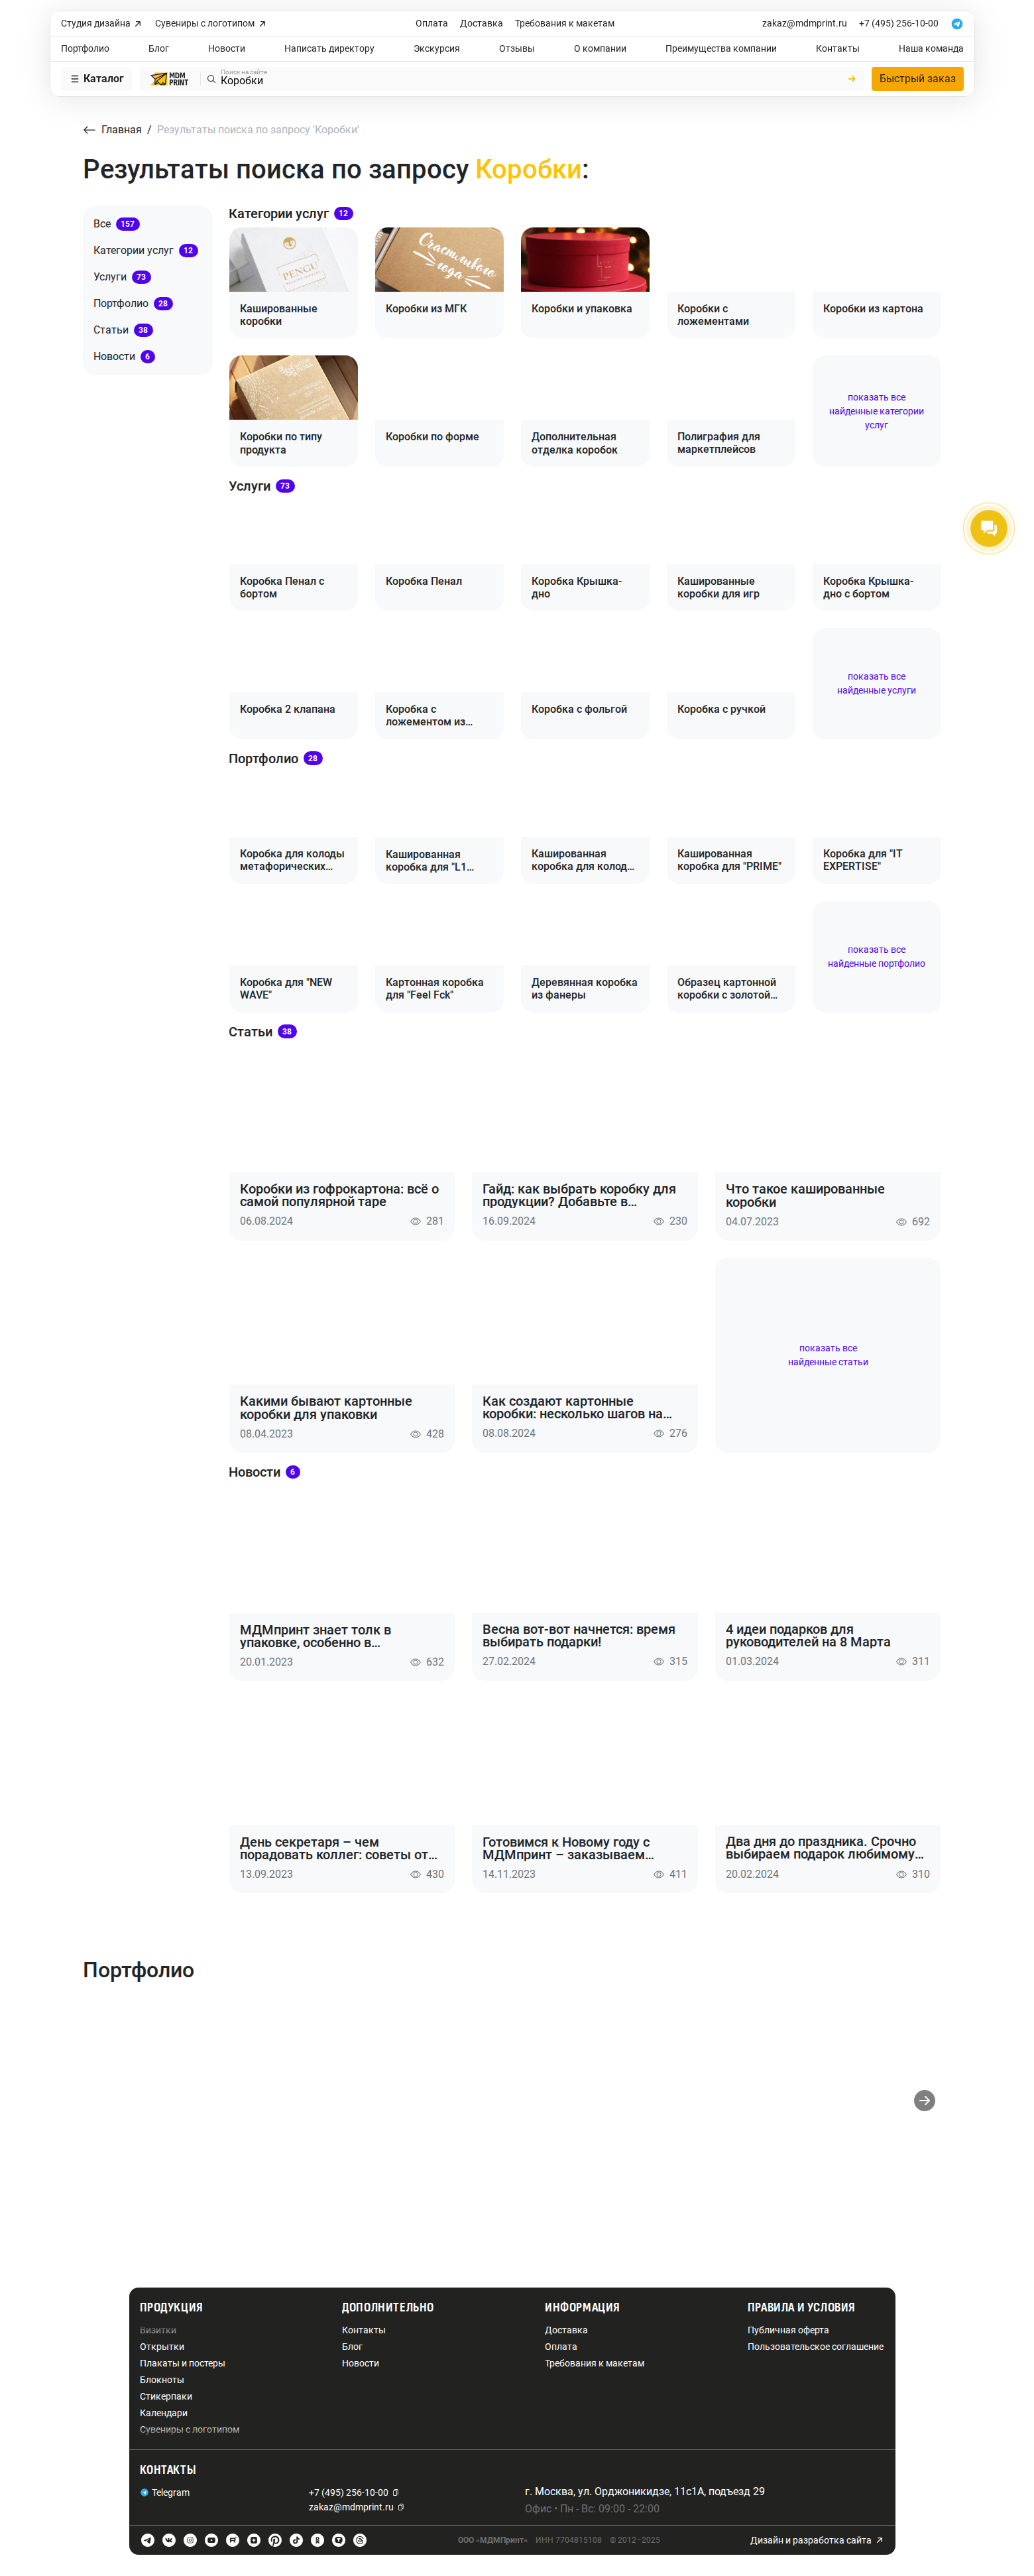 Студия дизайна
Сувениры с логотипом
Оплата
Доставка
Требования к макетам
zakaz@mdmprint.ru
+7 (495) 256-10-00
Портфолио
Блог
Новости
Написать директору
Экскурсия
Отзывы
О компании
Преимущества компании
Контакты
Наша команда
Каталог
MDM
PRINT
Поиск на сайте
Коробки
Быстрый заказ
Главная / Результаты поиска по запросу 'Коробки'
Результаты поиска по запросу Коробки:
Все 157
Категории услуг 12
Услуги 73
Портфолио 28
Статьи 38
Новости 6
Категории услуг 12
PENGU
Счастливого
года
Кашированные
коробки
Коробки из МГК
Коробки и упаковка
Коробки с
ложементами
Коробки из картона
Коробки по типу
продукта
Коробки по форме
Дополнительная
отделка коробок
Полиграфия для
маркетплейсов
показать все
найденные категории
услуг
Услуги 73
Коробка Пенал с
бортом
Коробка Пенал
Коробка Крышка-
дно
Кашированные
коробки для игр
Коробка Крышка-
дно с бортом
Коробка 2 клапана
Коробка с
ложементом из...
Коробка с фольгой
Коробка с ручкой
показать все
найденные услуги
Портфолио 28
Коробка для колоды
метафорических...
Кашированная
коробка для "L1...
Кашированная
коробка для колод...
Кашированная
коробка для "PRIME"
Коробка для "IT
EXPERTISE"
Коробка для "NEW
WAVE"
Картонная коробка
для "Feel Fck"
Деревянная коробка
из фанеры
Образец картонной
коробки с золотой...
показать все
найденные портфолио
Статьи 38
Коробки из гофрокартона: всё о
самой популярной таре
06.08.2024 281
Гайд: как выбрать коробку для
продукции? Добавьте в...
16.09.2024 230
Что такое кашированные
коробки
04.07.2023 692
Какими бывают картонные
коробки для упаковки
08.04.2023 428
Как создают картонные
коробки: несколько шагов на...
08.08.2024 276
показать все
найденные статьи
Новости 6
МДМпринт знает толк в
упаковке, особенно в...
20.01.2023 632
Весна вот-вот начнется: время
выбирать подарки!
27.02.2024 315
4 идеи подарков для
руководителей на 8 Марта
01.03.2024 311
День секретаря – чем
порадовать коллег: советы от...
13.09.2023 430
Готовимся к Новому году с
МДМпринт – заказываем...
14.11.2023 411
Два дня до праздника. Срочно
выбираем подарок любимому...
20.02.2024 310
Портфолио
ПРОДУКЦИЯ
Визитки
Открытки
Плакаты и постеры
Блокноты
Стикерпаки
Календари
Сувениры с логотипом
ДОПОЛНИТЕЛЬНО
Контакты
Блог
Новости
ИНФОРМАЦИЯ
Доставка
Оплата
Требования к макетам
ПРАВИЛА И УСЛОВИЯ
Публичная оферта
Пользовательское соглашение
КОНТАКТЫ
Telegram
+7 (495) 256-10-00
zakaz@mdmprint.ru
г. Москва, ул. Орджоникидзе, 11с1А, подъезд 29
Офис • Пн - Вс: 09:00 - 22:00
ООО «МДМПринт» ИНН 7704815108 © 2012–2025
Дизайн и разработка сайта